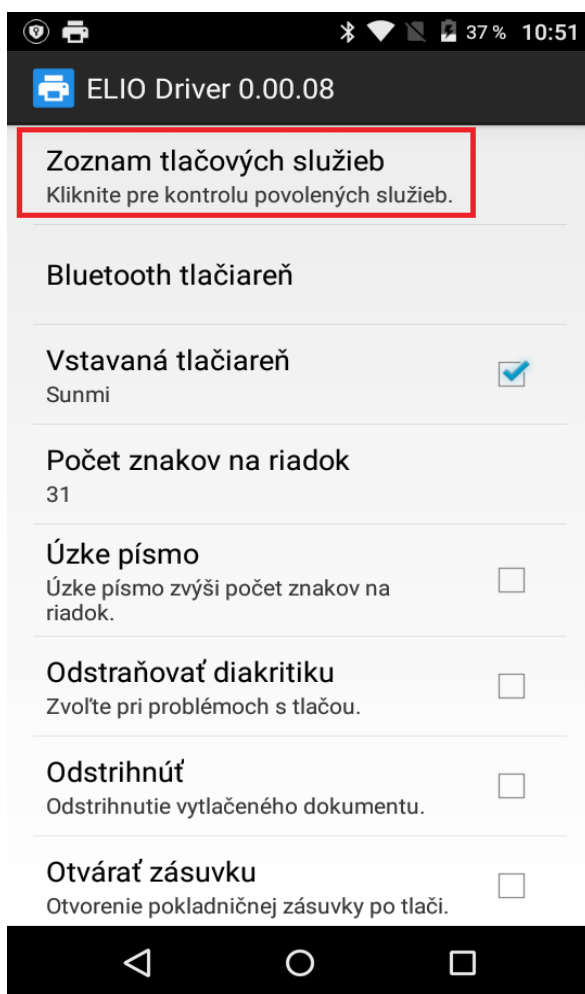 37 % 10:51
ELIO Driver 0.00.08
Zoznam tlačových služieb
Kliknite pre kontrolu povolených služieb.
Bluetooth tlačiareň
Vstavaná tlačiareň
Sunmi
Počet znakov na riadok
31
Úzke písmo
Úzke písmo zvýši počet znakov na
riadok.
Odstraňovať diakritiku
Zvoľte pri problémoch s tlačou.
Odstrihnúť
Odstrihnutie vytlačeného dokumentu.
Otvárať zásuvku
Otvorenie pokladničnej zásuvky po tlači.